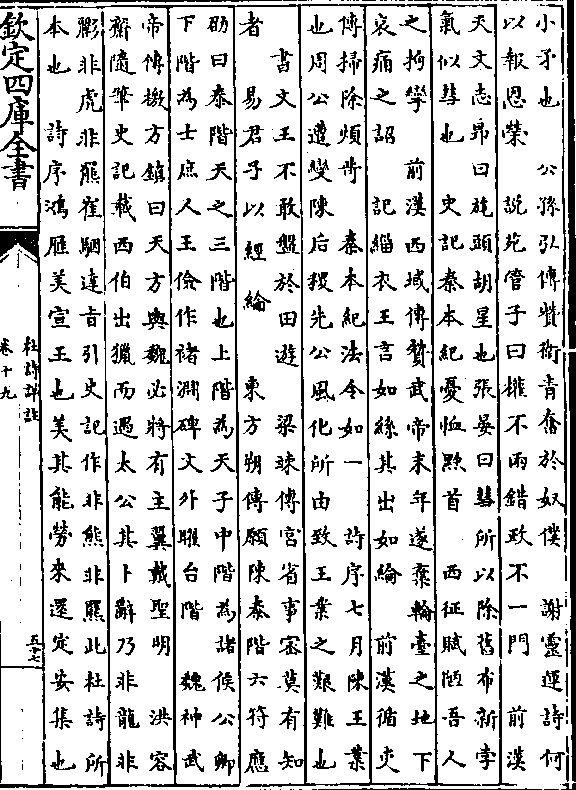 小矛也　公孫弘傳贊衛青奮於奴僕　謝靈運詩何
以報恩榮　説苑管子曰權不兩錯政不一門　前漢
天文志昴曰旄頭胡星也張晏曰彗所以除舊布新孛
氣似彗也　史記秦本紀憂恤黔首　西征賦陋吾人
之拘攣　前漢西域傳贊武帝末年遂棄輪臺之地下
哀痛之詔　記緇衣王言如絲其出如綸　前漢循吏
傳掃除煩苛　秦本紀法令如一　詩序七月陳王業
也周公遭變陳后稷先公風化所由致王業之艱難也
書文王不敢盤於田遊　梁竦傳宮省事密莫有知
者　易君子以經綸　東方朔傳願陳泰階六符應
劭曰泰階天之三階也上階為天子中階為諸侯公卿
下階為士庶人王儉作褚淵碑文外曜台階　魏神武
帝傳檄方鎮曰天方與魏必將有主翼戴聖明　洪容
齋隨筆史記載西伯出獵而遇太公其卜辭乃非龍非
彲非虎非羆崔駰達旨引史記作非熊非羆此杜詩所
本也　詩序鴻雁美宣王也美其能勞來還定安集也
欽定四庫全書
杜詩詳註
卷十九
五十七